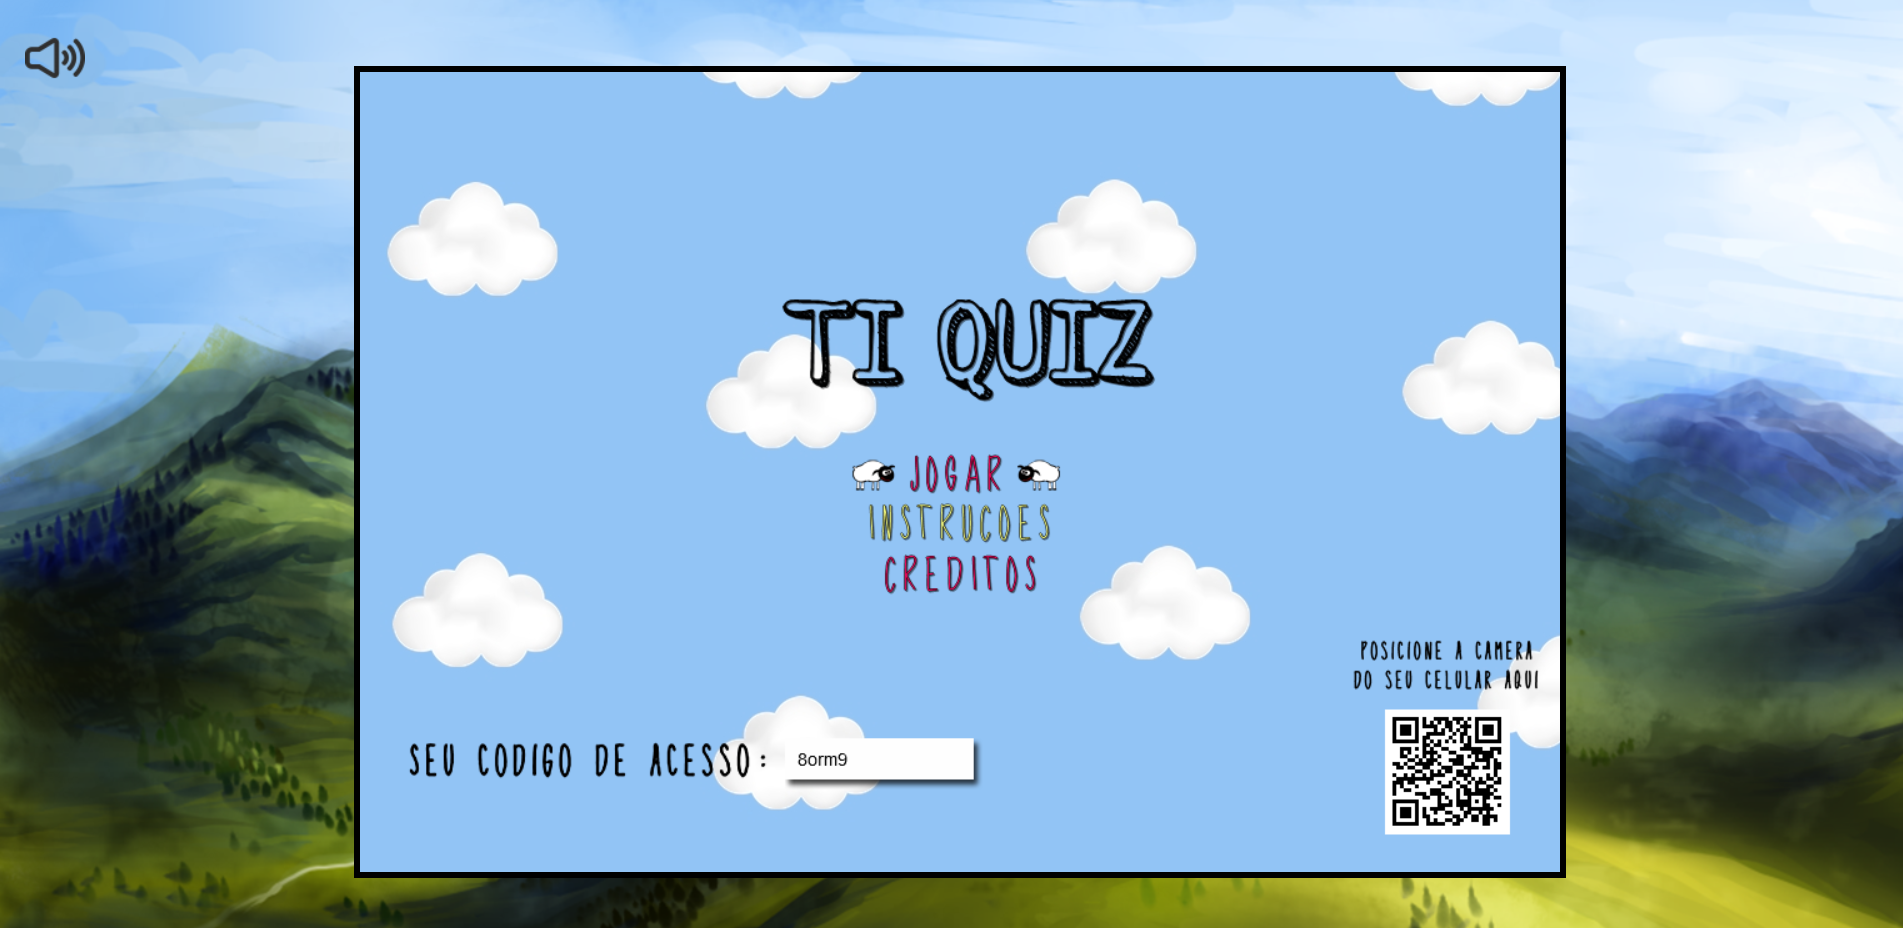 TI QUIZ
JOGAR
INSTRUCOES
CREDITOS
POSICIONE A CAMERA
DO SEU CELULAR AQUI
SEU CODIGO DE ACESSO: 8orm9